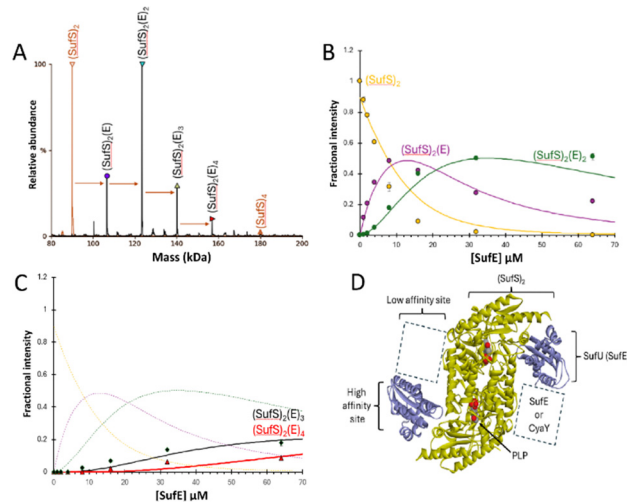 A
(SufS)₂
(SufS)₂(E)
(SufS)₂(E)₂
(SufS)₂(E)₃
(SufS)₂(E)₄
(SufS)₄
Relative abundance
100
%
0
80 100 120 140 160 180 200
Mass (kDa)
B
Fractional intensity
1.2
1
0.8
0.6
0.4
0.2
0
(SufS)₂
(SufS)₂(E)
(SufS)₂(E)₂
0 10 20 30 40 50 60 70
[SufE] μM
C
Fractional intensity
1.2
1
0.8
0.6
0.4
0.2
0
(SufS)₂(E)₃
(SufS)₂(E)₄
0 10 20 30 40 50 60 70
[SufE] μM
D
(SufS)₂
Low affinity site
High
affinity
site
SufU (SufE
SufE
or
CyaY
PLP